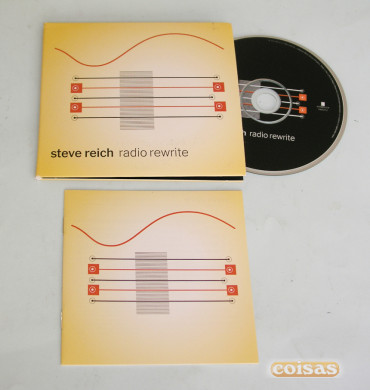 steve reich radio rewrite
h radio rewrite
coisas